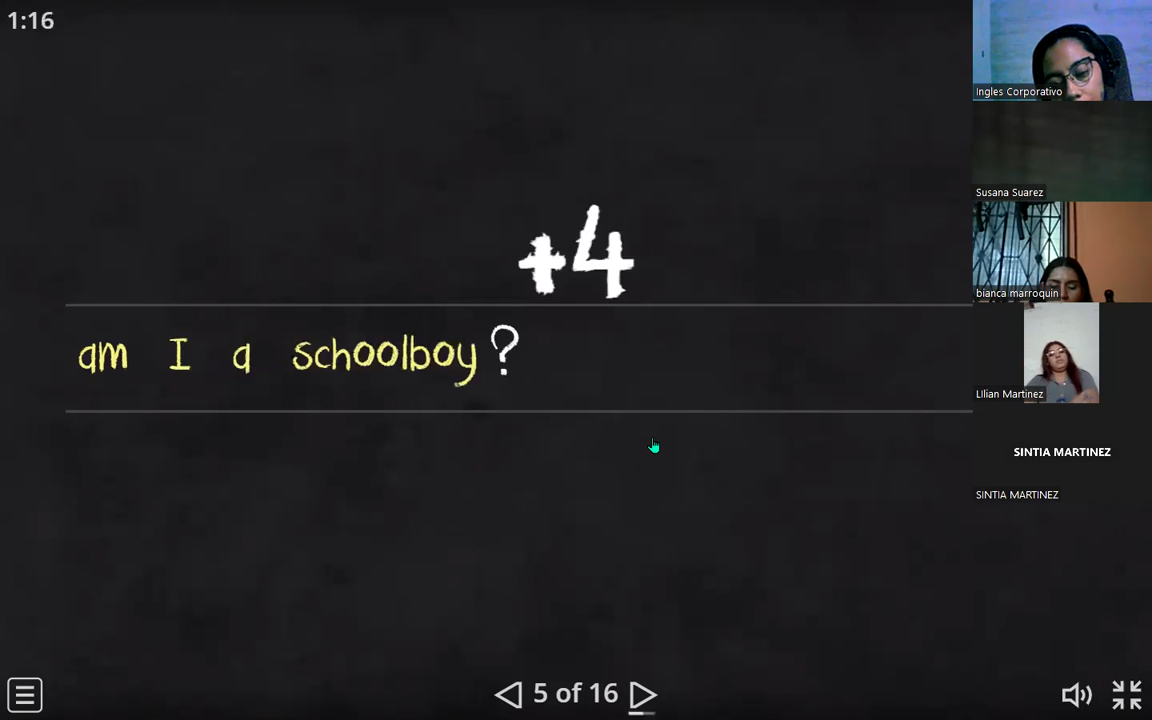 1:16
+4
am I a schoolboy?
5 of 16
Ingles Corporativo
Susana Suarez
bianca marroquin
LIlian Martinez
SINTIA MARTINEZ
SINTIA MARTINEZ